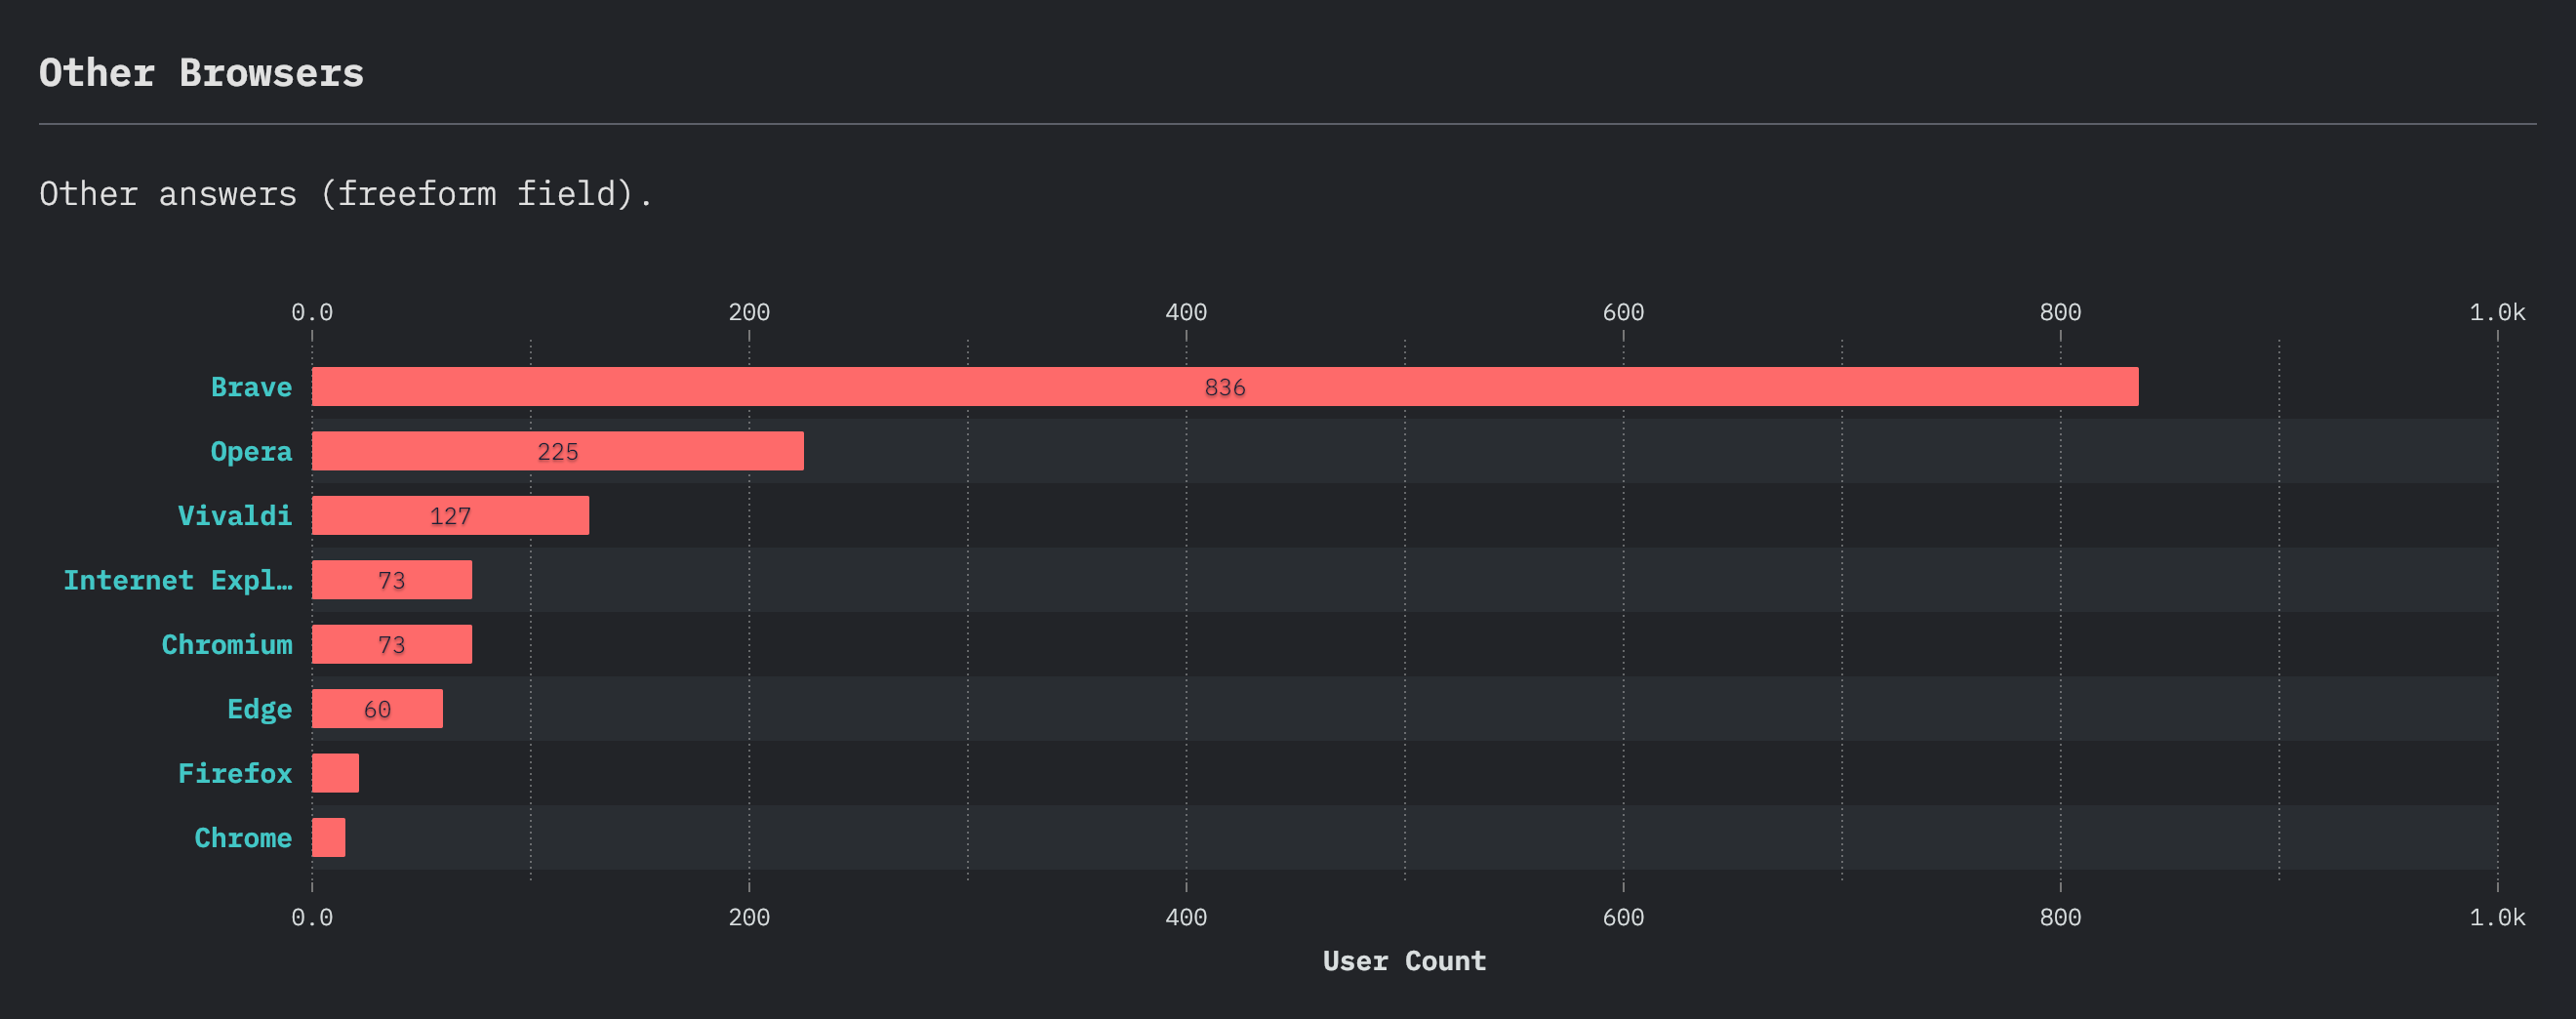 Other Browsers
Other answers (freeform field).
0.0 200 400 600 800 1.0k
Brave 836
Opera 225
Vivaldi 127
Internet Expl… 73
Chromium 73
Edge 60
Firefox
Chrome
0.0 200 400 600 800 1.0k
User Count